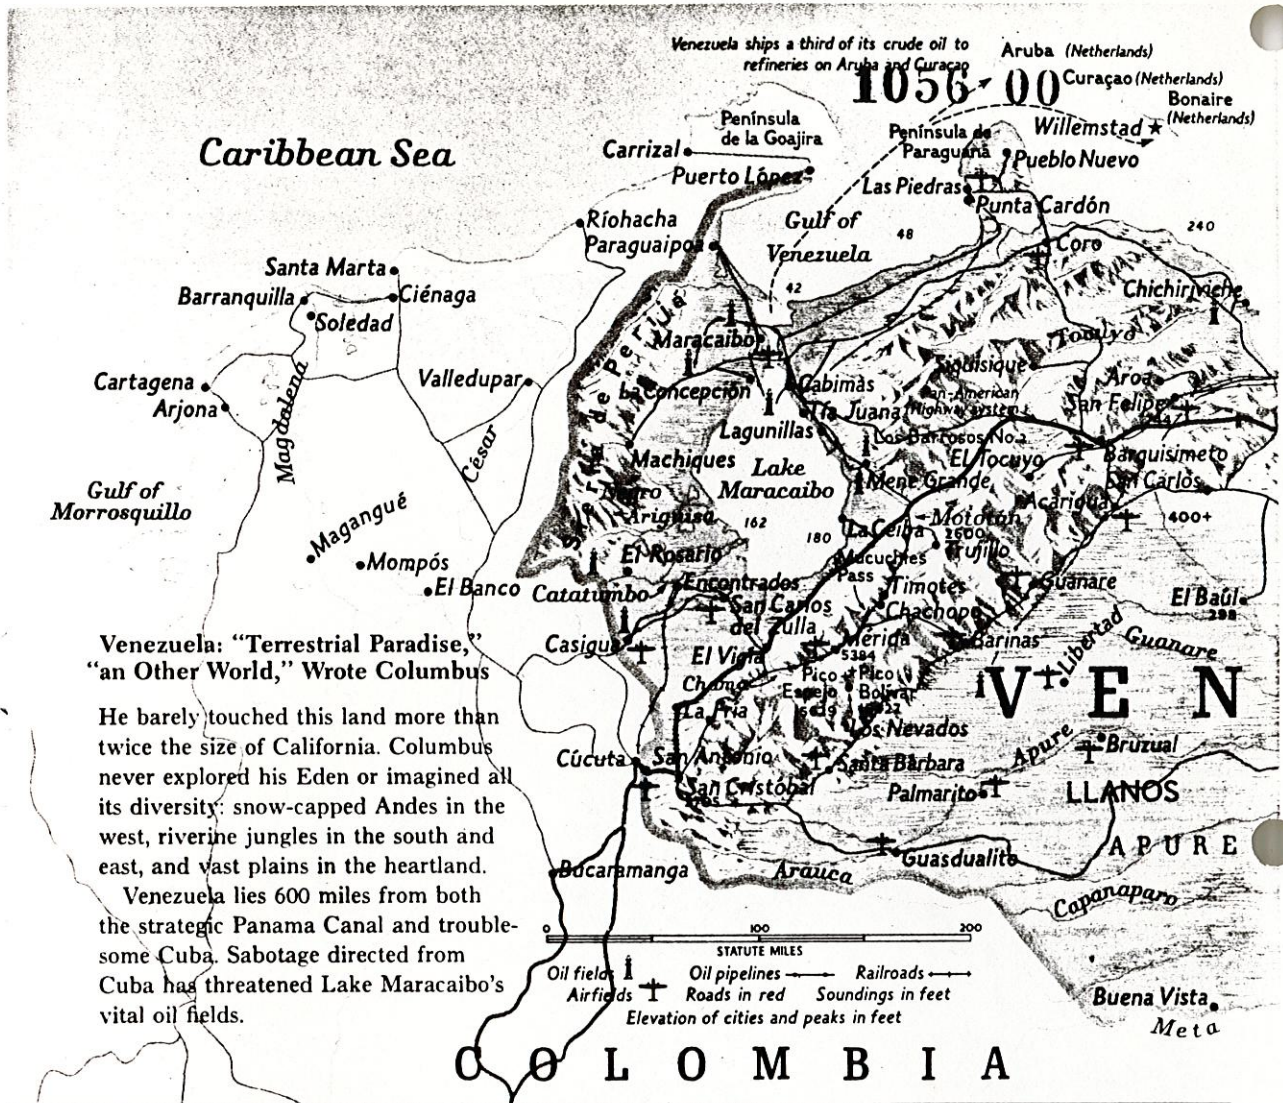 Venezuela ships a third of its crude oil to
refineries on Aruba and Curaçao
1056 00
Aruba (Netherlands)
Curaçao (Netherlands)
Bonaire
(Netherlands)
Willemstad
Caribbean Sea
Península
de la Goajira
Carrizal
Puerto López
Península de
Paraguaná
Pueblo Nuevo
Las Piedras
Punta Cardón
Ríohacha
Paraguaipoa
Gulf of
Venezuela
48
240
Coro
Santa Marta
Barranquilla
Ciénaga
Soledad
42
Chichiriviche
Sierra de Perijá
Maracaibo
Tocuyo
Siquisique
Cartagena
Arjona
Magdalena
Valledupar
La Concepción
Cabimas
Aroa
Pan-American
Highway system
San Felipe
Tía Juana
Lagunillas
Los Barrosos No.2
César
Machiques
Lake
Maracaibo
El Tocuyo
Barquisimeto
Mene Grande
San Carlos
Gulf of
Morrosquillo
Negro
Ariguisa
Acarigua
162
180
400+
Magangué
La Ceiba
Mototán
2600
Trujillo
El Rosario
Mompós
Mucuchies
Pass
El Banco
Catatumbo
Encontrados
Timotes
Guanare
San Carlos
del Zulia
Chachopo
El Baúl
298
Casigua
El Vigía
Mérida
5384
Barinas
Libertad
Guanare
Venezuela: “Terrestrial Paradise,”
“an Other World,” Wrote Columbus
Chama
Pico
Espejo
Pico
Bolívar
VEN
La Fría
Los Nevados
Apure
Bruzual
He barely touched this land more than
twice the size of California. Columbus
never explored his Eden or imagined all
its diversity: snow-capped Andes in the
west, riverine jungles in the south and
east, and vast plains in the heartland.
Venezuela lies 600 miles from both
the strategic Panama Canal and trouble-
some Cuba. Sabotage directed from
Cuba has threatened Lake Maracaibo’s
vital oil fields.
Cúcuta
San Antonio
Santa Bárbara
San Cristóbal
Palmarito
LLANOS
APURE
Guasdualito
Bucaramanga
Arauca
Capanaparo
0 100 200
STATUTE MILES
Oil fields Oil pipelines Railroads
Airfields Roads in red Soundings in feet
Elevation of cities and peaks in feet
Buena Vista
Meta
COLOMBIA